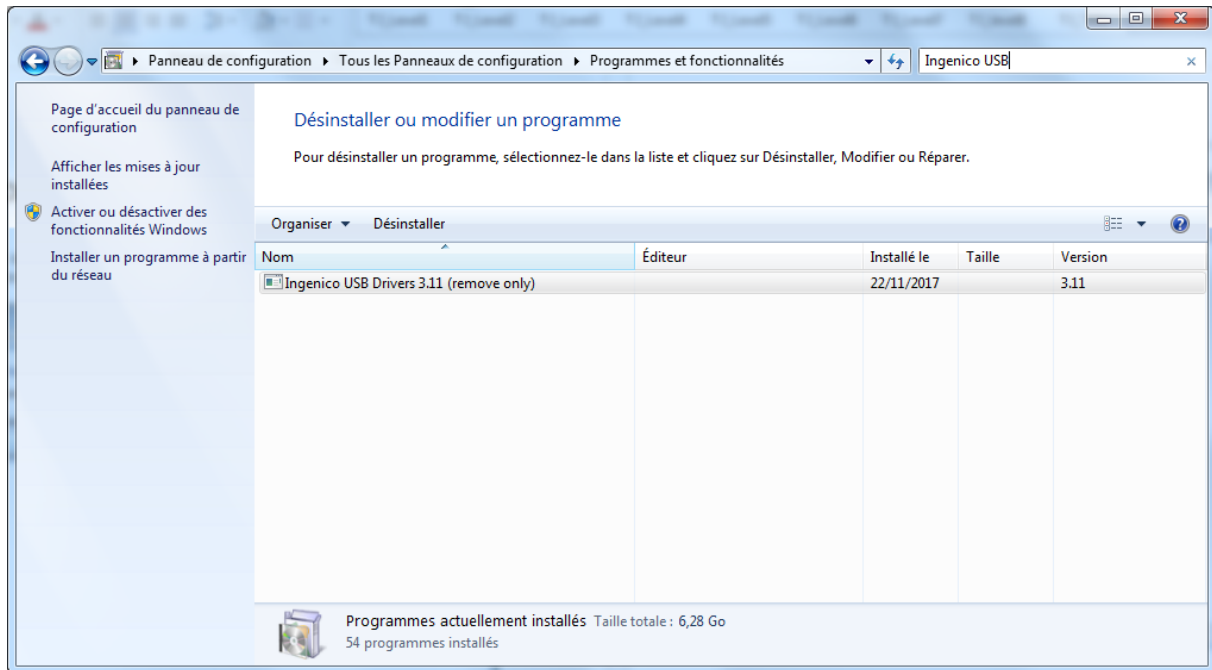 Panneau de configuration Tous les Panneaux de configuration Programmes et fonctionnalités Ingenico USB
Page d'accueil du panneau de
configuration
Afficher les mises à jour
installées
Activer ou désactiver des
fonctionnalités Windows
Installer un programme à partir
du réseau
Désinstaller ou modifier un programme
Pour désinstaller un programme, sélectionnez-le dans la liste et cliquez sur Désinstaller, Modifier ou Réparer.
Organiser Désinstaller
Nom Éditeur Installé le Taille Version
Ingenico USB Drivers 3.11 (remove only) 22/11/2017 3.11
Programmes actuellement installés Taille totale : 6,28 Go
54 programmes installés